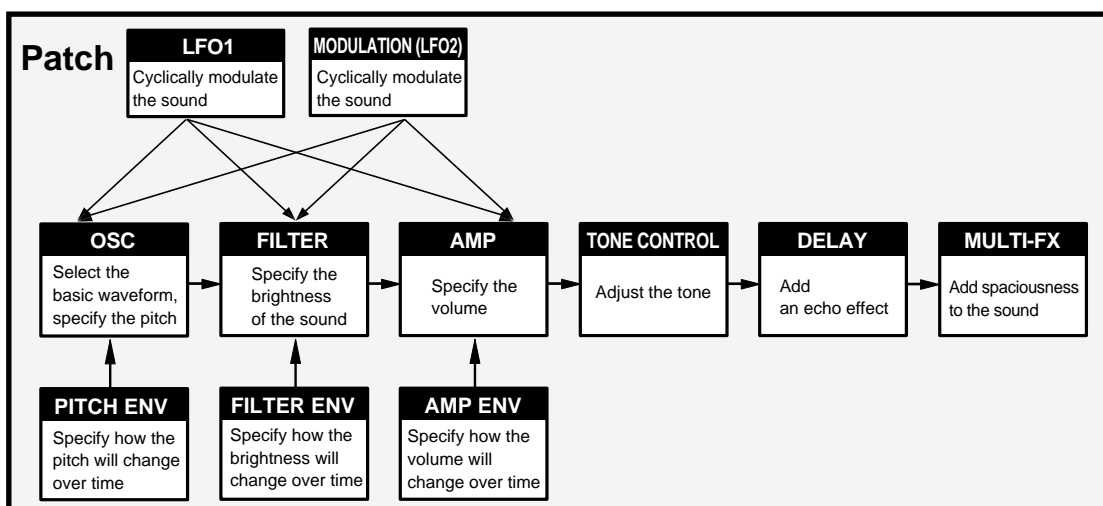 Patch
LFO1
Cyclically modulate
the sound
MODULATION (LFO2)
Cyclically modulate
the sound
OSC
Select the
basic waveform,
specify the pitch
FILTER
Specify the
brightness
of the sound
AMP
Specify the
volume
TONE CONTROL
Adjust the tone
DELAY
Add
an echo effect
MULTI-FX
Add spaciousness
to the sound
PITCH ENV
Specify how the
pitch will change
over time
FILTER ENV
Specify how the
brightness will
change over time
AMP ENV
Specify how the
volume will
change over time